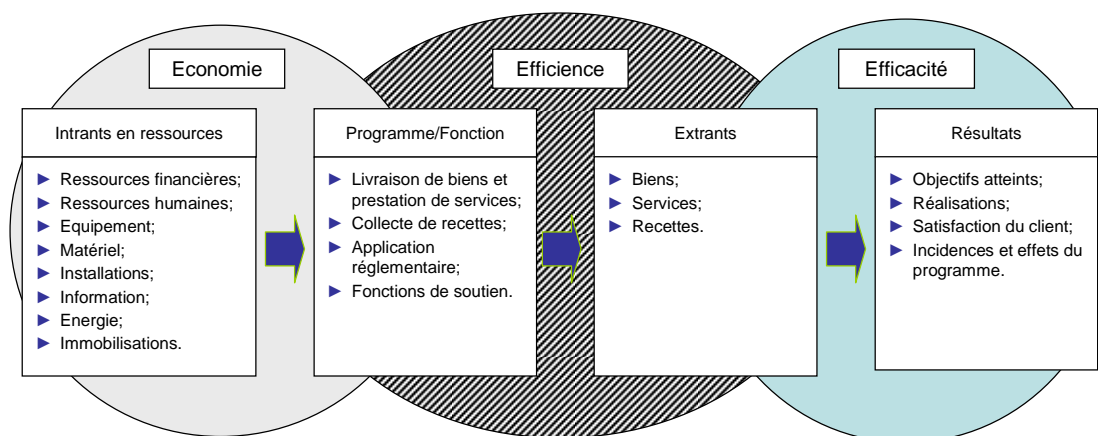 Economie
Efficience
Efficacité
Intrants en ressources
► Ressources financières;
► Ressources humaines;
► Equipement;
► Matériel;
► Installations;
► Information;
► Energie;
► Immobilisations.
Programme/Fonction
► Livraison de biens et
prestation de services;
► Collecte de recettes;
► Application
réglementaire;
► Fonctions de soutien.
Extrants
► Biens;
► Services;
► Recettes.
Résultats
► Objectifs atteints;
► Réalisations;
► Satisfaction du client;
► Incidences et effets du
programme.